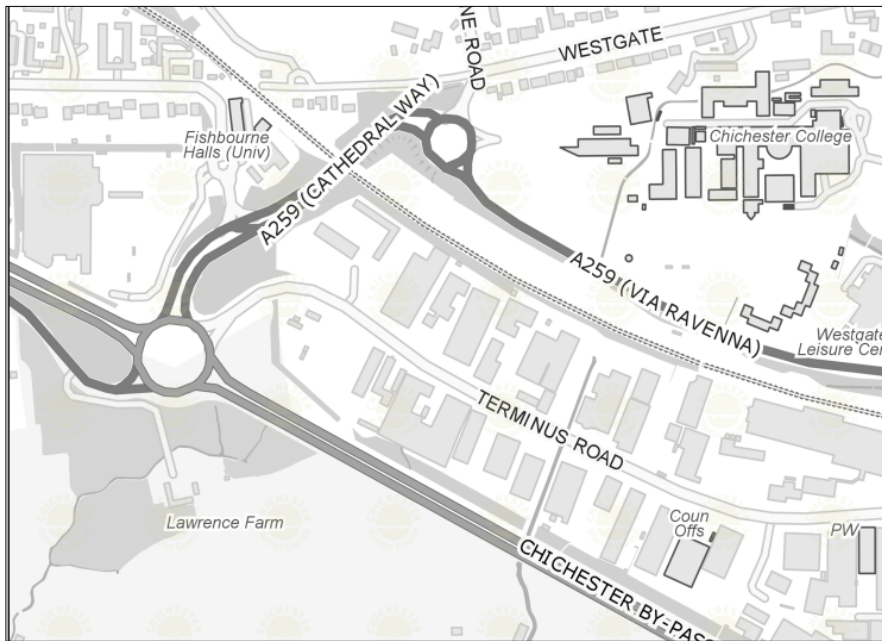 NE ROAD
WESTGATE
A259 (CATHEDRAL WAY)
Fishbourne
Halls (Univ)
Chichester College
A259 (VIA RAVENNA)
Westgate
Leisure Cen
TERMINUS ROAD
Lawrence Farm
Coun
Offs
PW
CHICHESTER BY-PASS